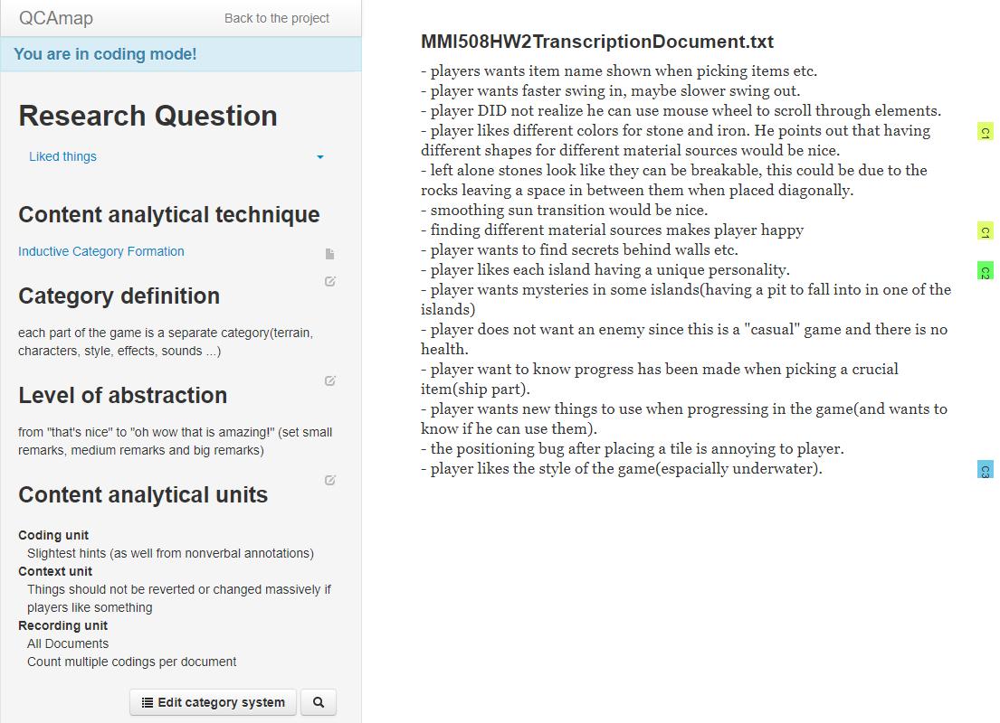 QCAmap
Back to the project
You are in coding mode!
Research Question
Liked things
Content analytical technique
Inductive Category Formation
Category definition
each part of the game is a separate category(terrain,
characters, style, effects, sounds ...)
Level of abstraction
from "that's nice" to "oh wow that is amazing!" (set small
remarks, medium remarks and big remarks)
Content analytical units
Coding unit
Slightest hints (as well from nonverbal annotations)
Context unit
Things should not be reverted or changed massively if
players like something
Recording unit
All Documents
Count multiple codings per document
Edit category system
MMI508HW2TranscriptionDocument.txt
- players wants item name shown when picking items etc.
- player wants faster swing in, maybe slower swing out.
- player DID not realize he can use mouse wheel to scroll through elements.
- player likes different colors for stone and iron. He points out that having
C1
different shapes for different material sources would be nice.
- left alone stones look like they can be breakable, this could be due to the
rocks leaving a space in between them when placed diagonally.
- smoothing sun transition would be nice.
- finding different material sources makes player happy
C1
- player wants to find secrets behind walls etc.
- player likes each island having a unique personality.
C2
- player wants mysteries in some islands(having a pit to fall into in one of the
islands)
- player does not want an enemy since this is a "casual" game and there is no
health.
- player want to know progress has been made when picking a crucial
item(ship part).
- player wants new things to use when progressing in the game(and wants to
know if he can use them).
- the positioning bug after placing a tile is annoying to player.
- player likes the style of the game(espacially underwater).
C3